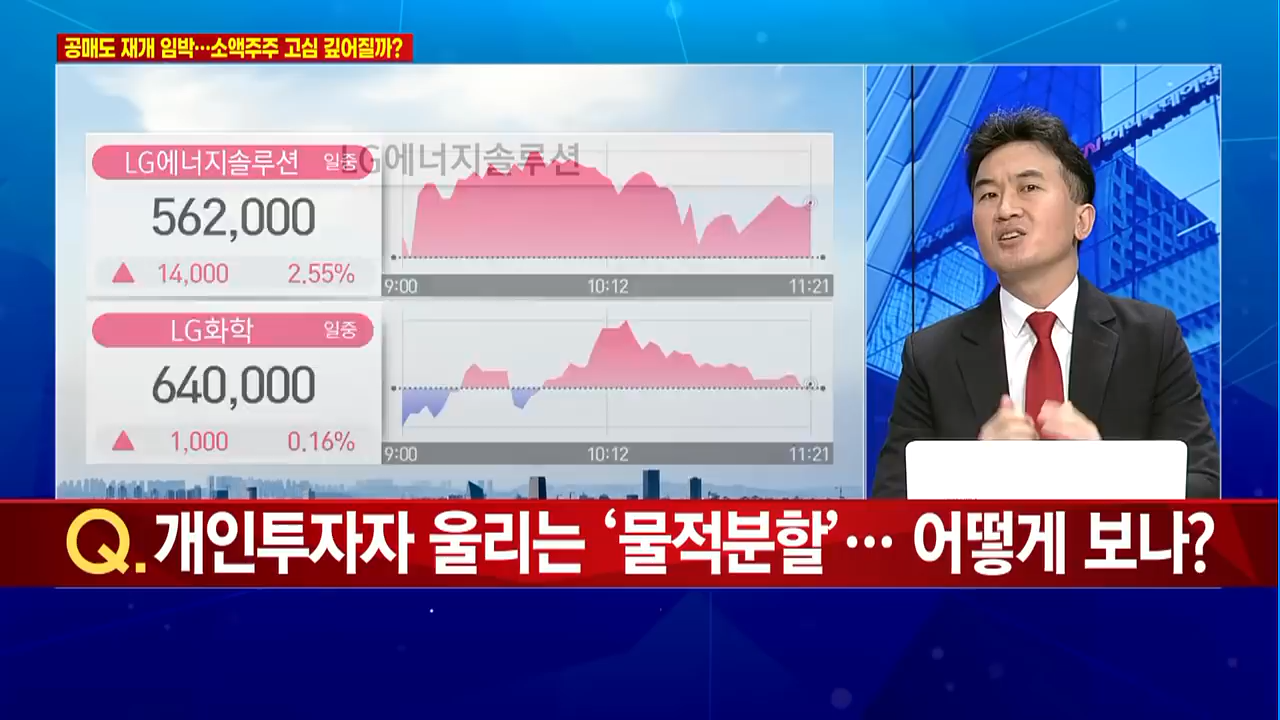 공매도 재개 임박…소액주주 고심 깊어질까?
LG에너지솔루션 일중
LG에너지솔루션
562,000
▲ 14,000 2.55%
9:00 10:12 11:21
LG화학 일중
640,000
▲ 1,000 0.16%
9:00 10:12 11:21
Q. 개인투자자 울리는 ‘물적분할’… 어떻게 보나?